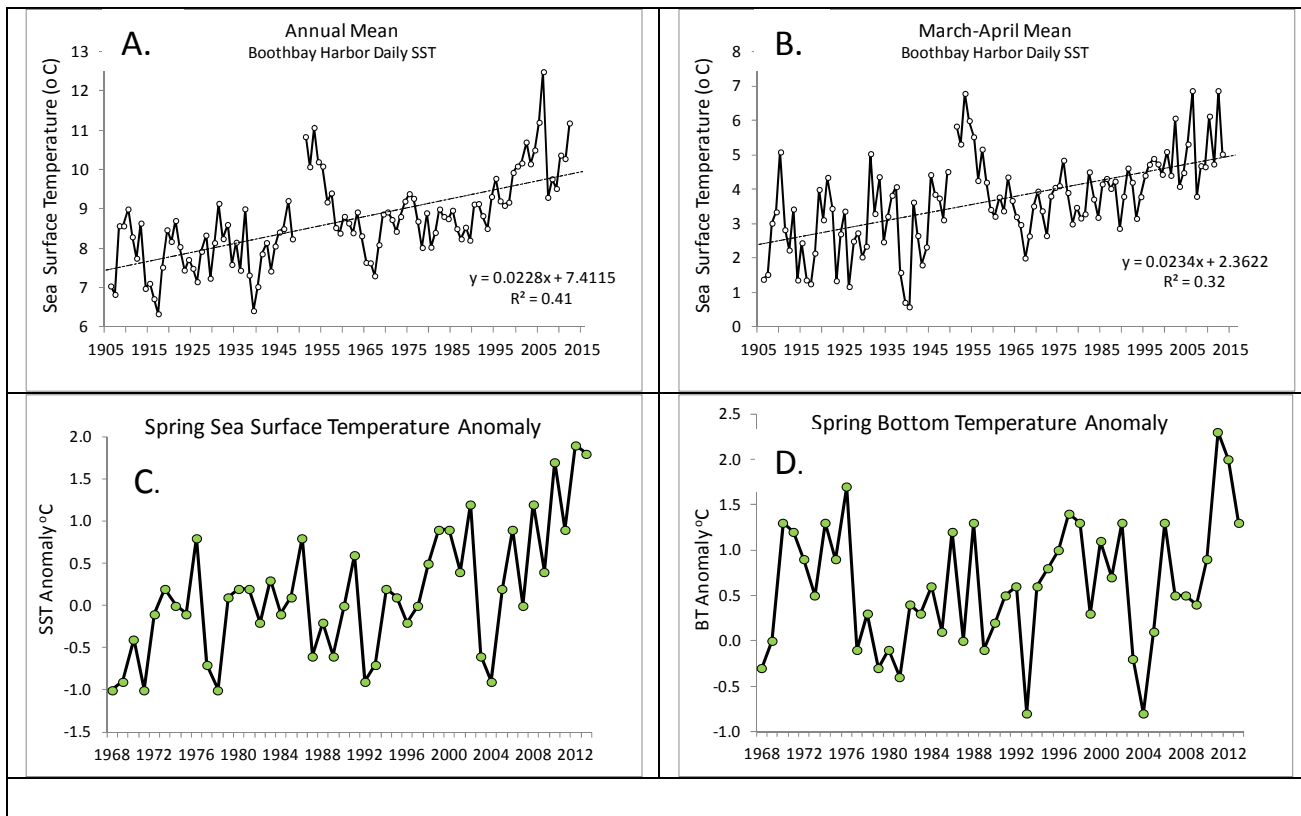 A.
Annual Mean
Boothbay Harbor Daily SST
Sea Surface Temperature (o C)
13
12
11
10
9
8
7
6
y = 0.0228x + 7.4115
R² = 0.41
1905 1915 1925 1935 1945 1955 1965 1975 1985 1995 2005 2015
B.
March-April Mean
Boothbay Harbor Daily SST
Sea Surface Temperature (o C)
8
7
6
5
4
3
2
1
0
y = 0.0234x + 2.3622
R² = 0.32
1905 1915 1925 1935 1945 1955 1965 1975 1985 1995 2005 2015
Spring Sea Surface Temperature Anomaly
C.
SST Anomaly ºC
2.0
1.5
1.0
0.5
0.0
-0.5
-1.0
-1.5
1968 1972 1976 1980 1984 1988 1992 1996 2000 2004 2008 2012
Spring Bottom Temperature Anomaly
D.
BT Anomaly ºC
2.5
2.0
1.5
1.0
0.5
0.0
-0.5
-1.0
1968 1972 1976 1980 1984 1988 1992 1996 2000 2004 2008 2012